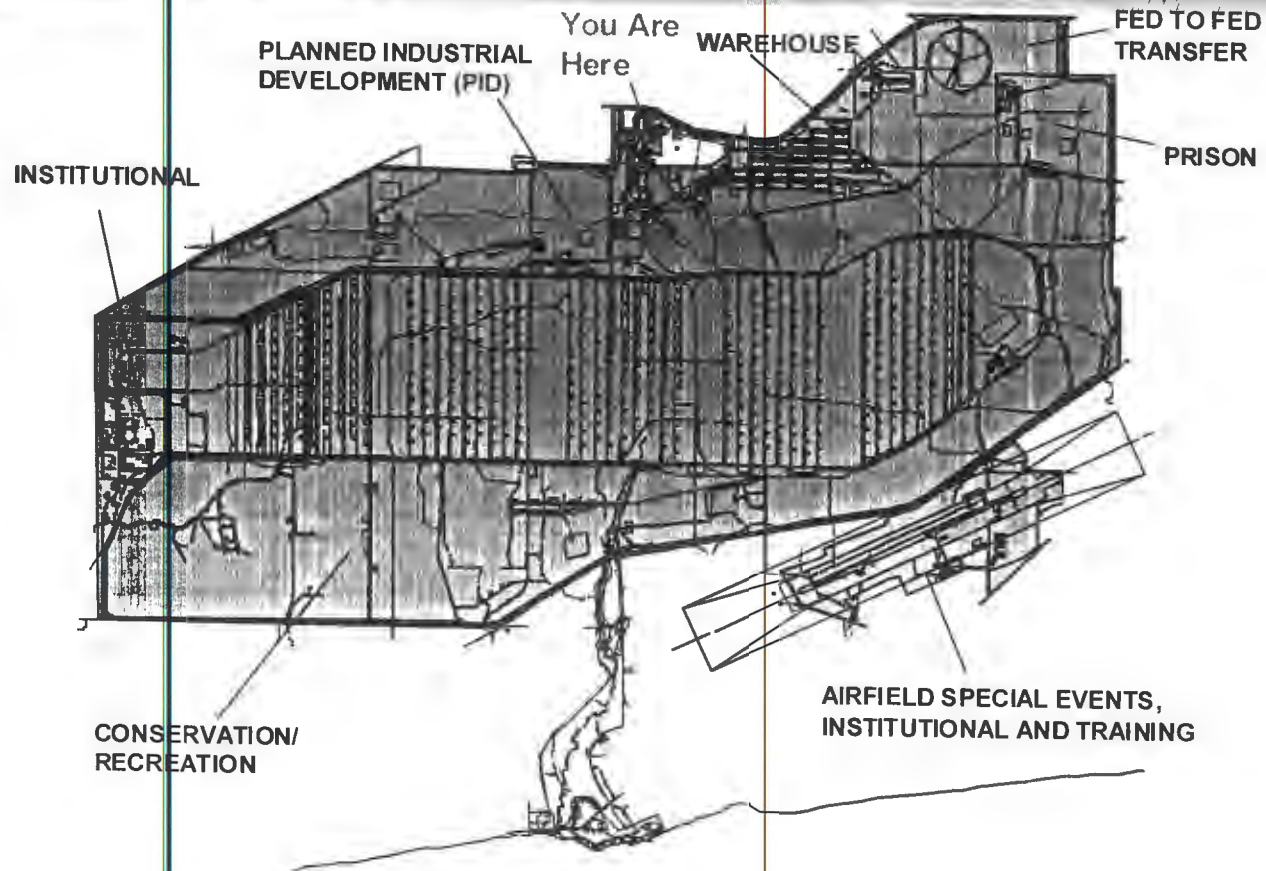 You Are
Here
PLANNED INDUSTRIAL
DEVELOPMENT (PID)
WAREHOUSE
FED TO FED
TRANSFER
INSTITUTIONAL
PRISON
CONSERVATION/
RECREATION
AIRFIELD SPECIAL EVENTS,
INSTITUTIONAL AND TRAINING